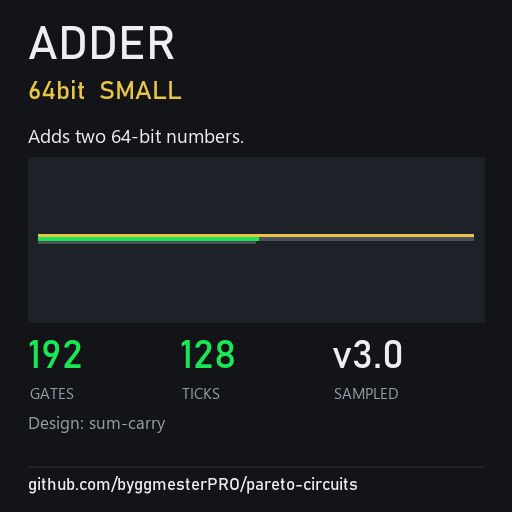 ADDER
64bit SMALL
Adds two 64-bit numbers.
192 128 v3.0
GATES TICKS SAMPLED
Design: sum-carry
github.com/byggmesterPRO/pareto-circuits